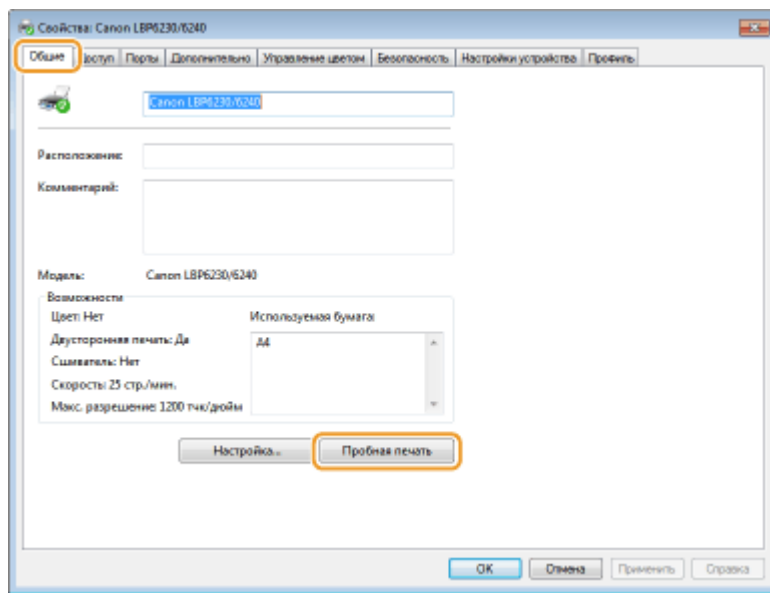 Свойства: Canon LBP6230/6240
Общие Доступ Порты Дополнительно Управление цветом Безопасность Настройки устройства Профиль
Canon LBP6230/6240
Расположение:
Комментарий:
Модель: Canon LBP6230/6240
Возможности
Цвет: Нет Используемая бумага:
Двусторонняя печать: Да A4
Сшиватель: Нет
Скорость: 25 стр./мин.
Макс. разрешение: 1200 тчк/дюйм
Настройка... Пробная печать
OK Отмена Применить Справка